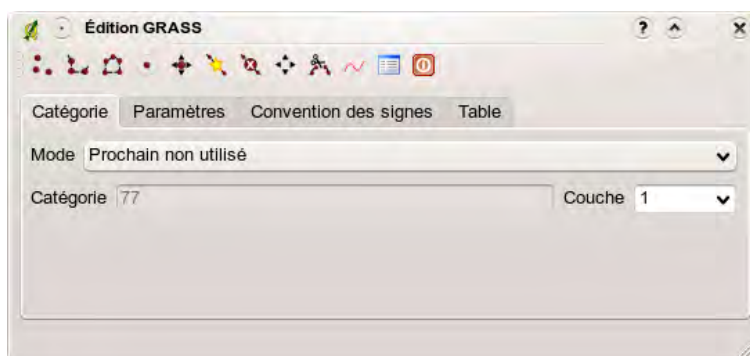 Édition GRASS
Catégorie Paramètres Convention des signes Table
Mode Prochain non utilisé
Catégorie 77 Couche 1